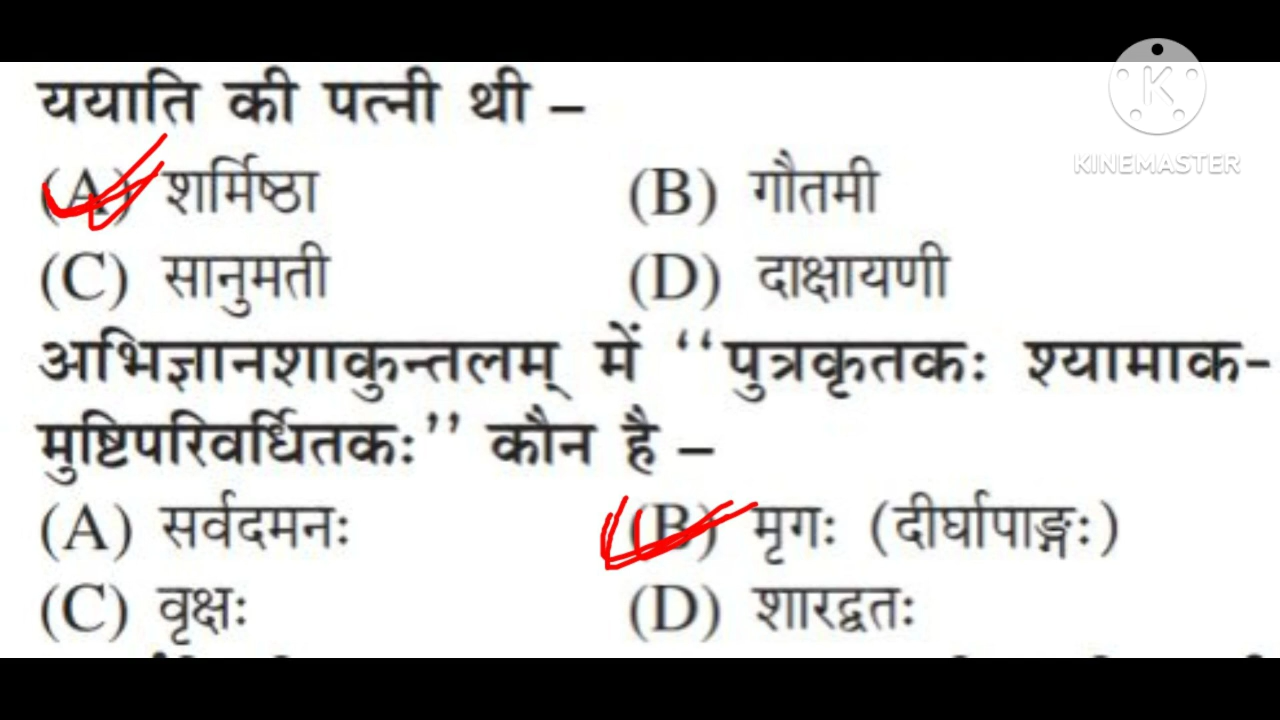 ययाति की पत्नी थी –
(A) शर्मिष्ठा (B) गौतमी
(C) सानुमती (D) दाक्षायणी
अभिज्ञानशाकुन्तलम् में ‘‘पुत्रकृतकः श्यामाक-
मुष्टिपरिवर्धितकः’’ कौन है –
(A) सर्वदमनः (B) मृगः (दीर्घापाङ्गः)
(C) वृक्षः (D) शारद्वतः
K
KINEMASTER